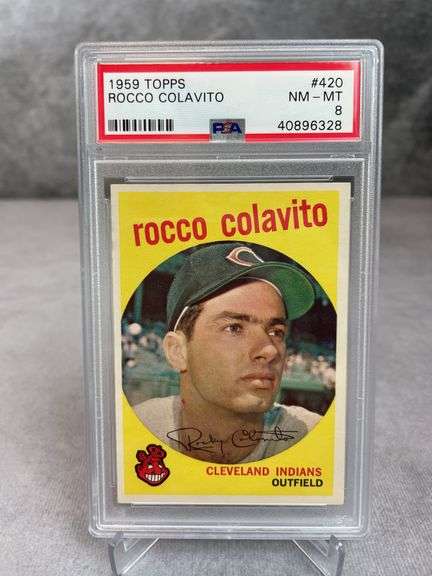 1959 TOPPS #420
ROCCO COLAVITO NM - MT
8
PSA 40896328
rocco colavito
C
Rocky Colavito
CLEVELAND INDIANS
OUTFIELD